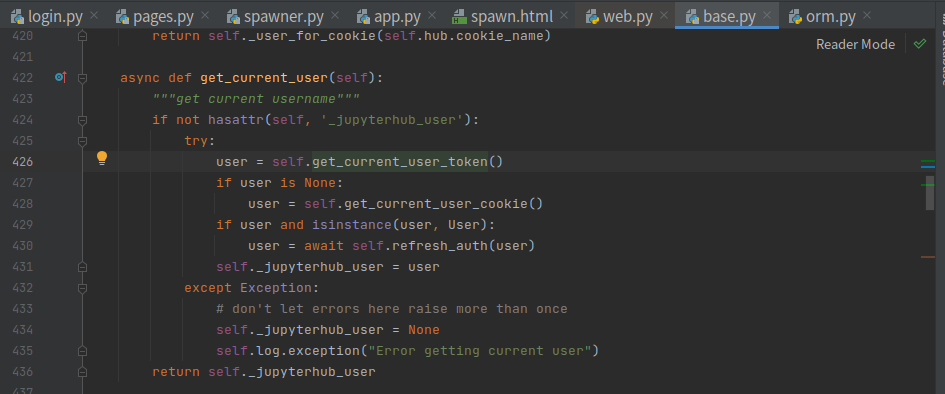 login.py pages.py spawner.py app.py spawn.html web.py base.py orm.py
420 return self._user_for_cookie(self.hub.cookie_name)
Reader Mode
421
422 async def get_current_user(self):
423 """get current username"""
424 if not hasattr(self, '_jupyterhub_user'):
425 try:
426 user = self.get_current_user_token()
427 if user is None:
428 user = self.get_current_user_cookie()
429 if user and isinstance(user, User):
430 user = await self.refresh_auth(user)
431 self._jupyterhub_user = user
432 except Exception:
433 # don't let errors here raise more than once
434 self._jupyterhub_user = None
435 self.log.exception("Error getting current user")
436 return self._jupyterhub_user
437